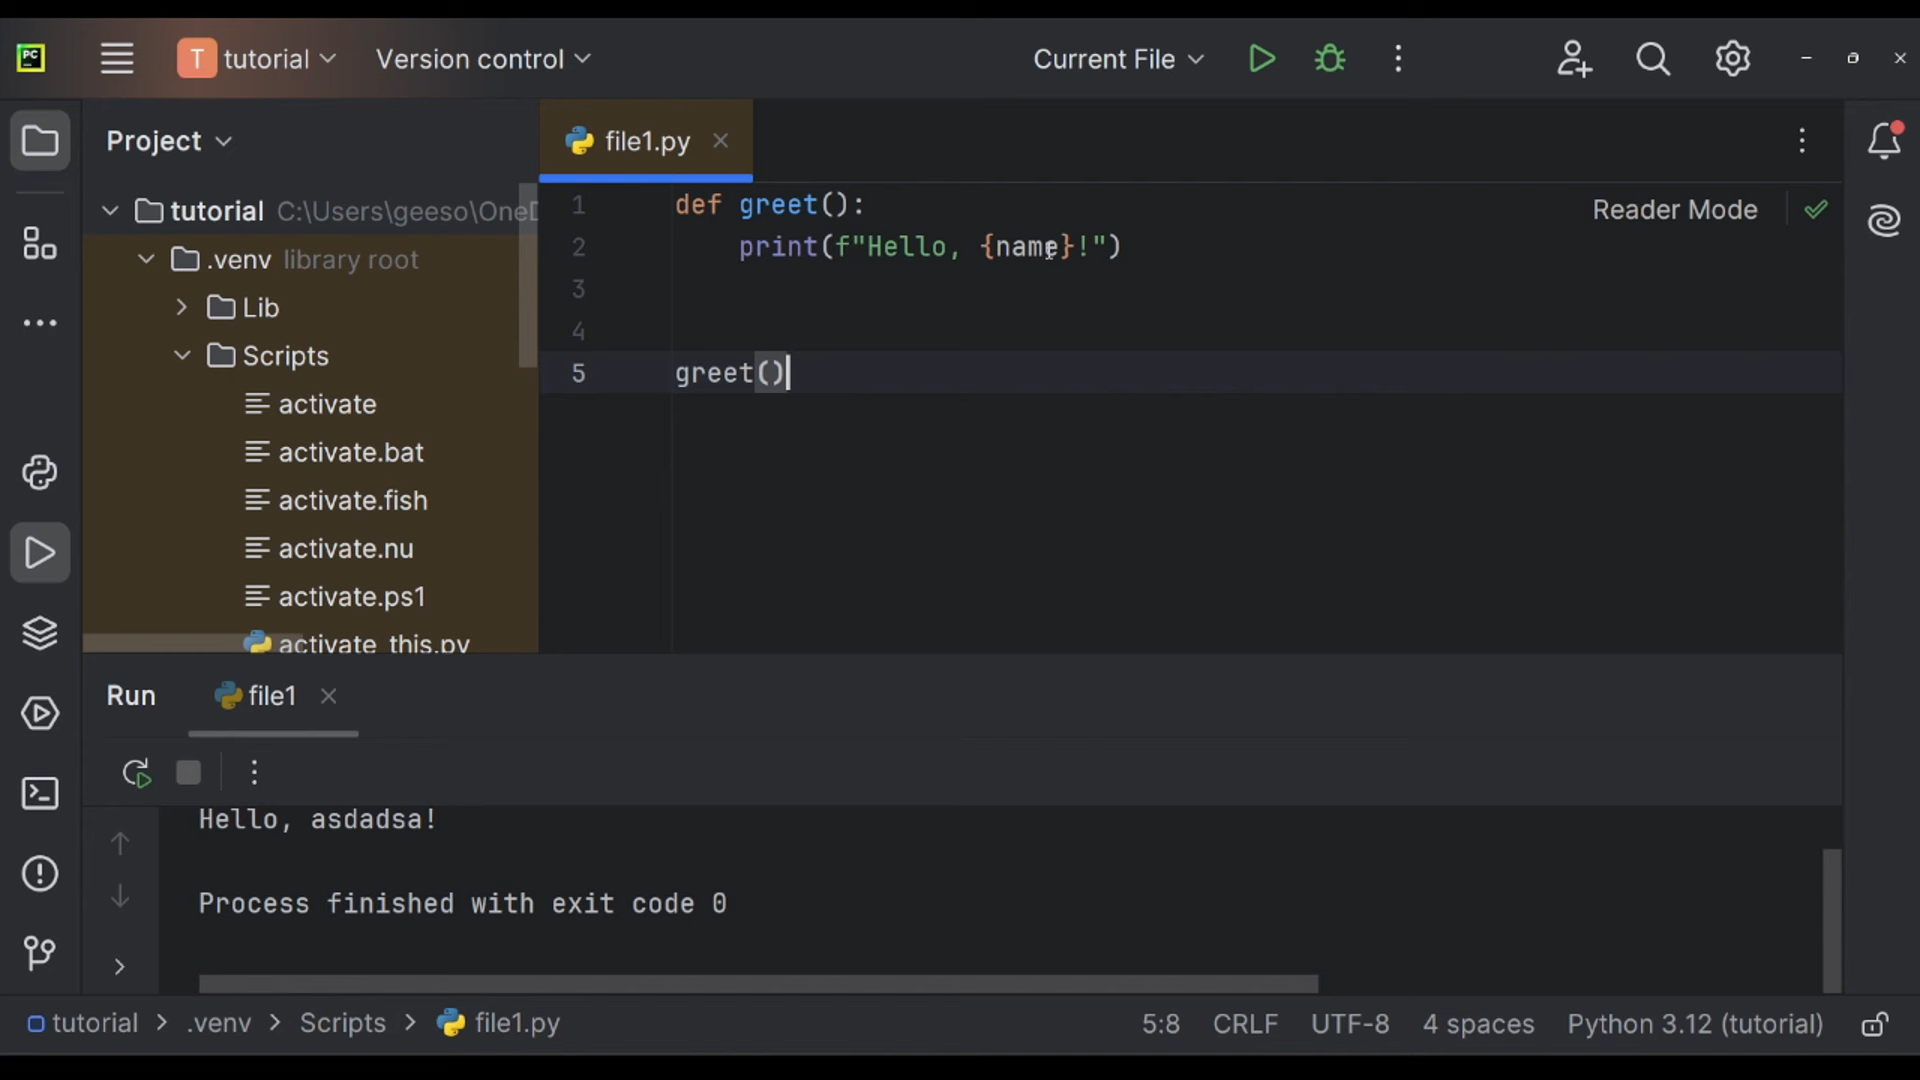 PC
T tutorial Version control Current File
Project
file1.py
tutorial C:\Users\geeso\OneD
.venv library root
Lib
Scripts
activate
activate.bat
activate.fish
activate.nu
activate.ps1
activate_this.py
1 def greet():
2 print(f"Hello, {name}!")
3
4
5 greet()
Reader Mode
Run file1
Hello, asdadsa!
Process finished with exit code 0
tutorial > .venv > Scripts > file1.py 5:8 CRLF UTF-8 4 spaces Python 3.12 (tutorial)